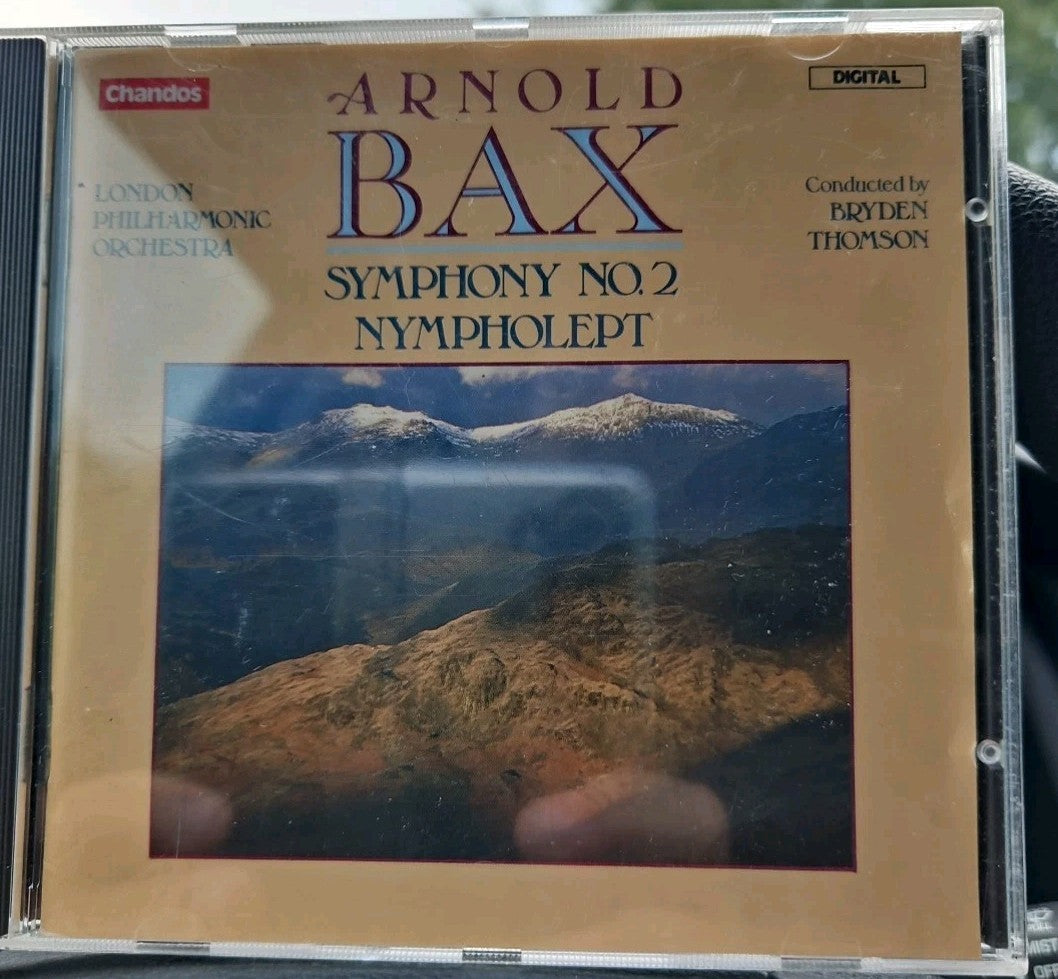 Chandos
ARNOLD
BAX
DIGITAL
LONDON
PHILHARMONIC
ORCHESTRA
Conducted by
BRYDEN
THOMSON
SYMPHONY NO. 2
NYMPHOLEPT